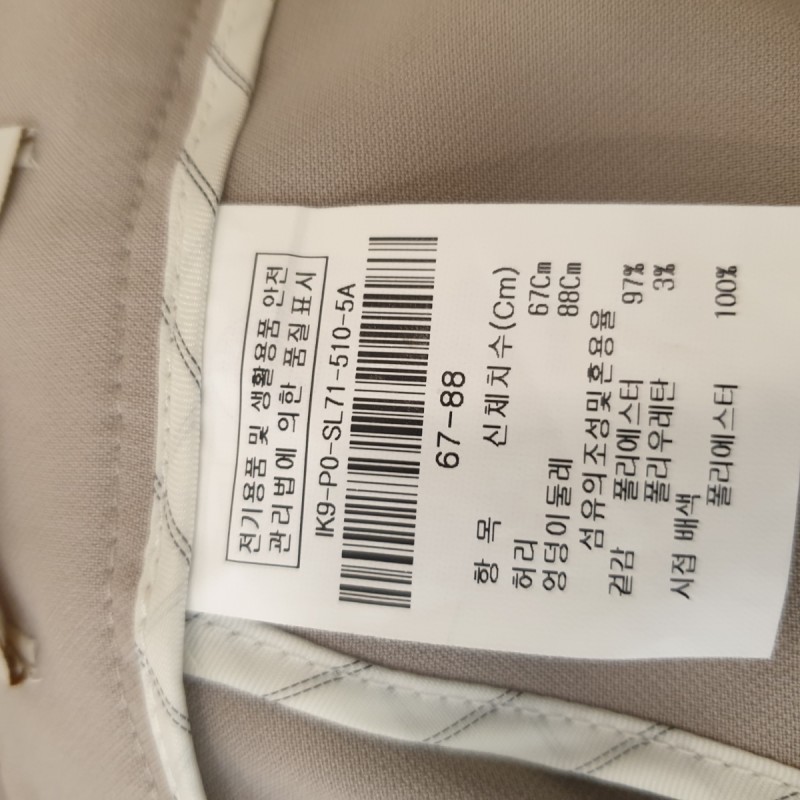 전기용품 및 생활용품 안전
관리법에 의한 품질표시
IK9-P0-SL71-510-5A
67-88
항 목 신체치수(Cm)
허리 67Cm
엉덩이둘레 88Cm
섬유의조성및혼용율
겉감 폴리에스터 97%
폴리우레탄 3%
시접 배색
폴리에스터 100%